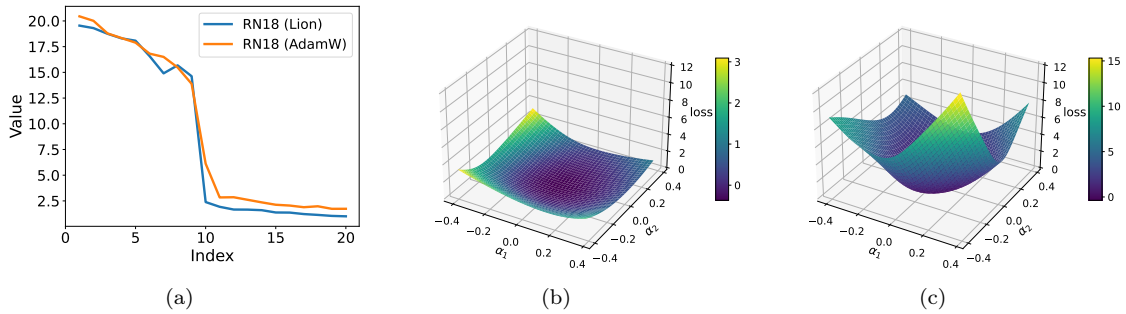 20.0
17.5
15.0
12.5
10.0
7.5
5.0
2.5
Value
0 5 10 15 20
Index
RN18 (Lion)
RN18 (AdamW)
(a)
12
10
8
6
4
2
0
loss
3
2
1
0
−0.4 −0.2 0.0 0.2 0.4
α1
−0.4 −0.2 0.0 0.2 0.4
α2
(b)
12
10
8
6
4
2
0
loss
15
10
5
0
−0.4 −0.2 0.0 0.2 0.4
α1
−0.4 −0.2 0.0 0.2 0.4
α2
(c)